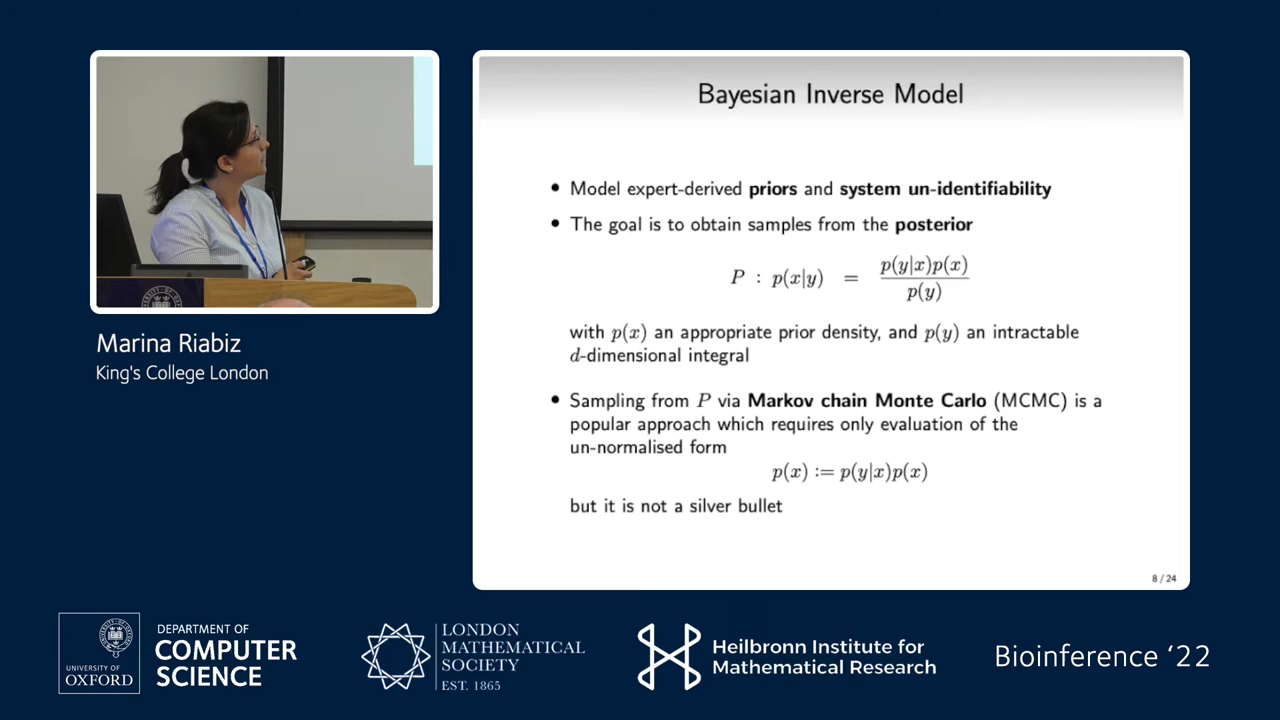 Marina Riabiz
King's College London
Bayesian Inverse Model
• Model expert-derived priors and system un-identifiability
• The goal is to obtain samples from the posterior
P : p(x|y) = p(y|x)p(x) / p(y)
with p(x) an appropriate prior density, and p(y) an intractable
d-dimensional integral
• Sampling from P via Markov chain Monte Carlo (MCMC) is a
popular approach which requires only evaluation of the
un-normalised form
p(x) := p(y|x)p(x)
but it is not a silver bullet
8 / 24
UNIVERSITY OF
OXFORD
DEPARTMENT OF
COMPUTER
SCIENCE
LONDON
MATHEMATICAL
SOCIETY
EST. 1865
Heilbronn Institute for
Mathematical Research
Bioinference ‘22